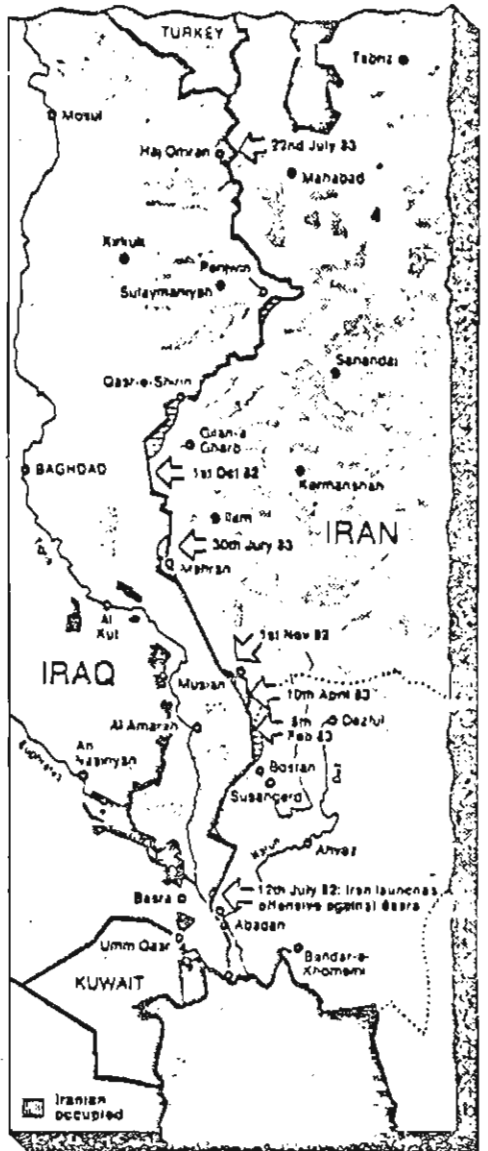 TURKEY
Tabriz
Mosul
Haj Omran
22nd July 83
Mahabad
Kirkuk
Penjwin
Sulaymaniyah
Sanandaj
Qasr-e-Shirin
Gilan-a
Gharb
BAGHDAD
1st Oct 82
Kermanshah
Ilam
IRAN
30th July 83
Mehran
Al
Kut
1st Nov 82
IRAQ
Musian
10th April 83
Al Amarah
Dezful
Feb 83
An
Nasiriyah
Euphrates
Bostan
Susangerd
Dez
Karun
Ahvaz
Basra
12th July 82: Iran launches
offensive against Basra
Abadan
Umm Qasr
Bandar-e-
Khomeini
KUWAIT
Iranian
occupied